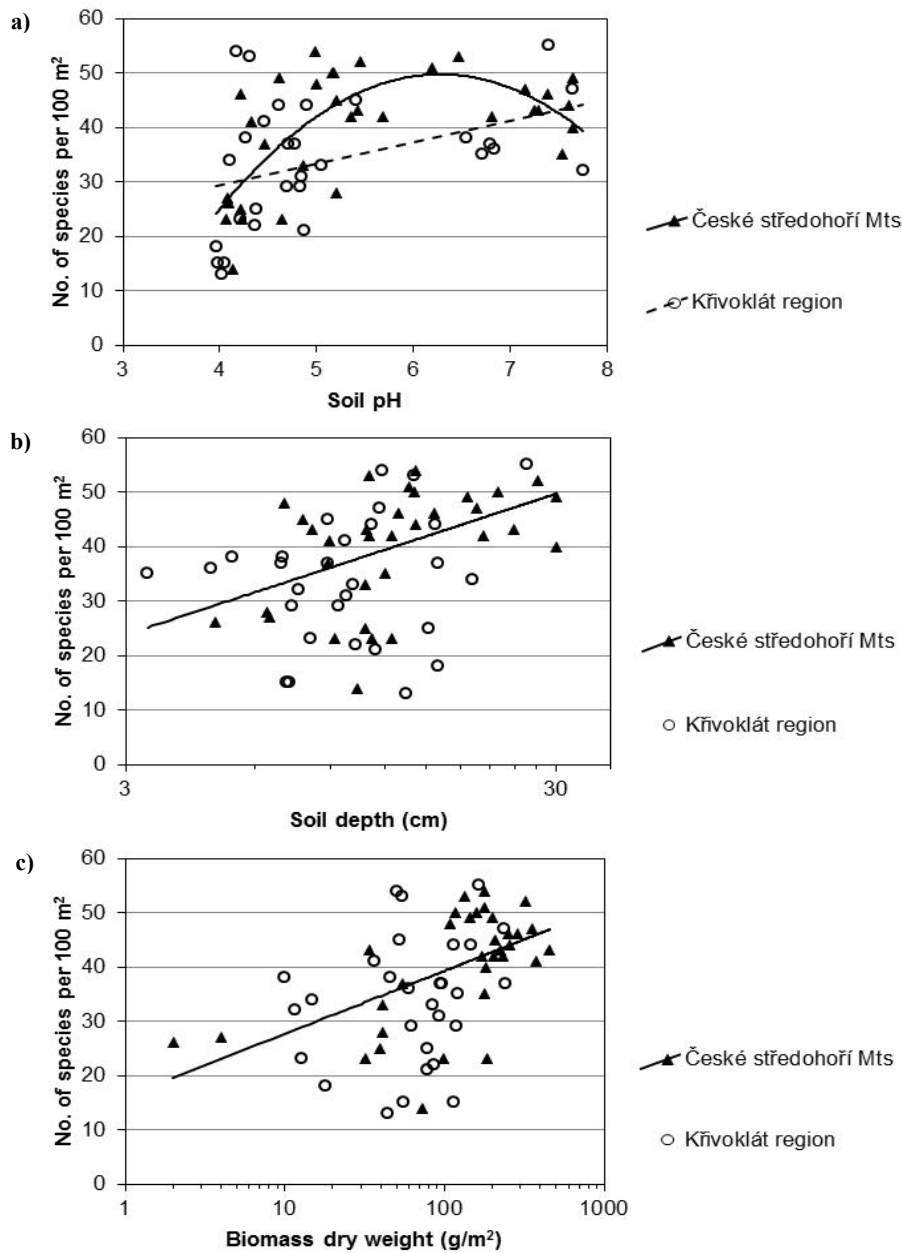 a)
No. of species per 100 m²
60
50
40
30
20
10
0
3 4 5 6 7 8
Soil pH
České středohoří Mts
Křivoklát region
b)
No. of species per 100 m²
60
50
40
30
20
10
0
3 30
Soil depth (cm)
České středohoří Mts
Křivoklát region
c)
No. of species per 100 m²
60
50
40
30
20
10
0
1 10 100 1000
Biomass dry weight (g/m²)
České středohoří Mts
Křivoklát region